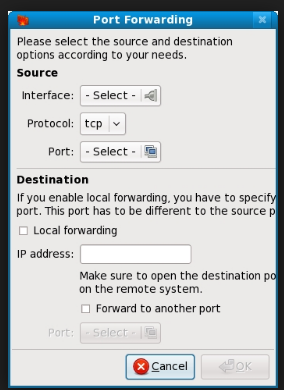 Port Forwarding
Please select the source and destination
options according to your needs.
Source
Interface: - Select -
Protocol: tcp
Port: - Select -
Destination
If you enable local forwarding, you have to specify
port. This port has to be different to the source p
Local forwarding
IP address:
Make sure to open the destination po
on the remote system.
Forward to another port
Port: - Select -
Cancel OK